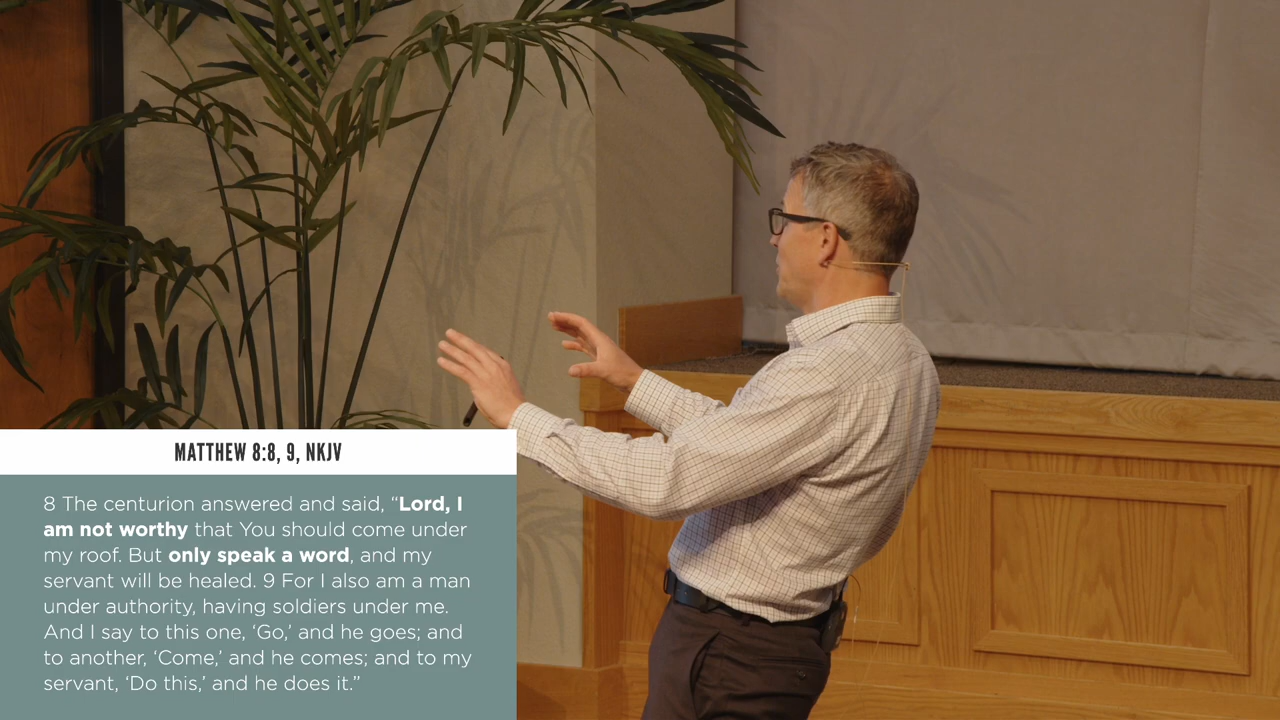 MATTHEW 8:8, 9, NKJV
8 The centurion answered and said, “Lord, I
am not worthy that You should come under
my roof. But only speak a word, and my
servant will be healed. 9 For I also am a man
under authority, having soldiers under me.
And I say to this one, ‘Go,’ and he goes; and
to another, ‘Come,’ and he comes; and to my
servant, ‘Do this,’ and he does it.”